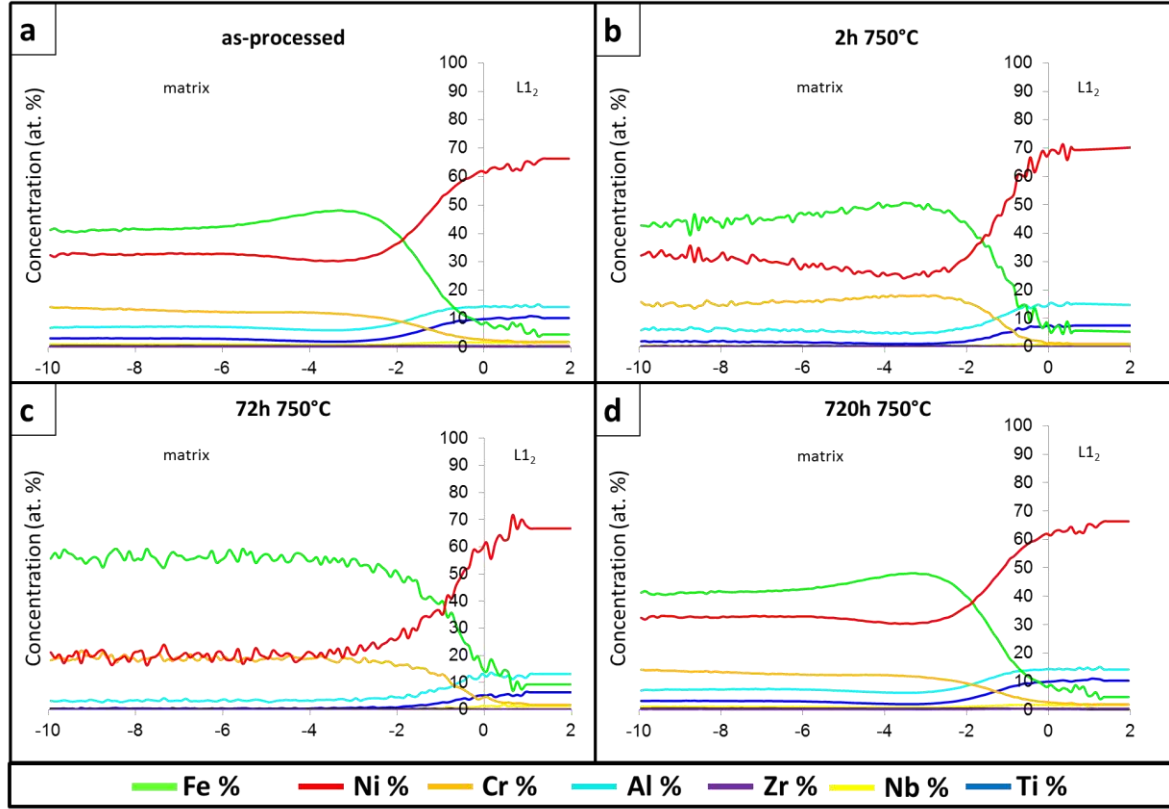 a
as-processed
matrix
L1₂
Concentration (at. %)
100
90
80
70
60
50
40
30
20
10
0
-10 -8 -6 -4 -2 0 2
b
2h 750°C
matrix
L1₂
Concentration (at. %)
100
90
80
70
60
50
40
30
20
10
0
-10 -8 -6 -4 -2 0 2
c
72h 750°C
matrix
L1₂
Concentration (at. %)
100
90
80
70
60
50
40
30
20
10
0
-10 -8 -6 -4 -2 0 2
d
720h 750°C
matrix
L1₂
Concentration (at. %)
100
90
80
70
60
50
40
30
20
10
0
-10 -8 -6 -4 -2 0 2
Fe % Ni % Cr % Al % Zr % Nb % Ti %